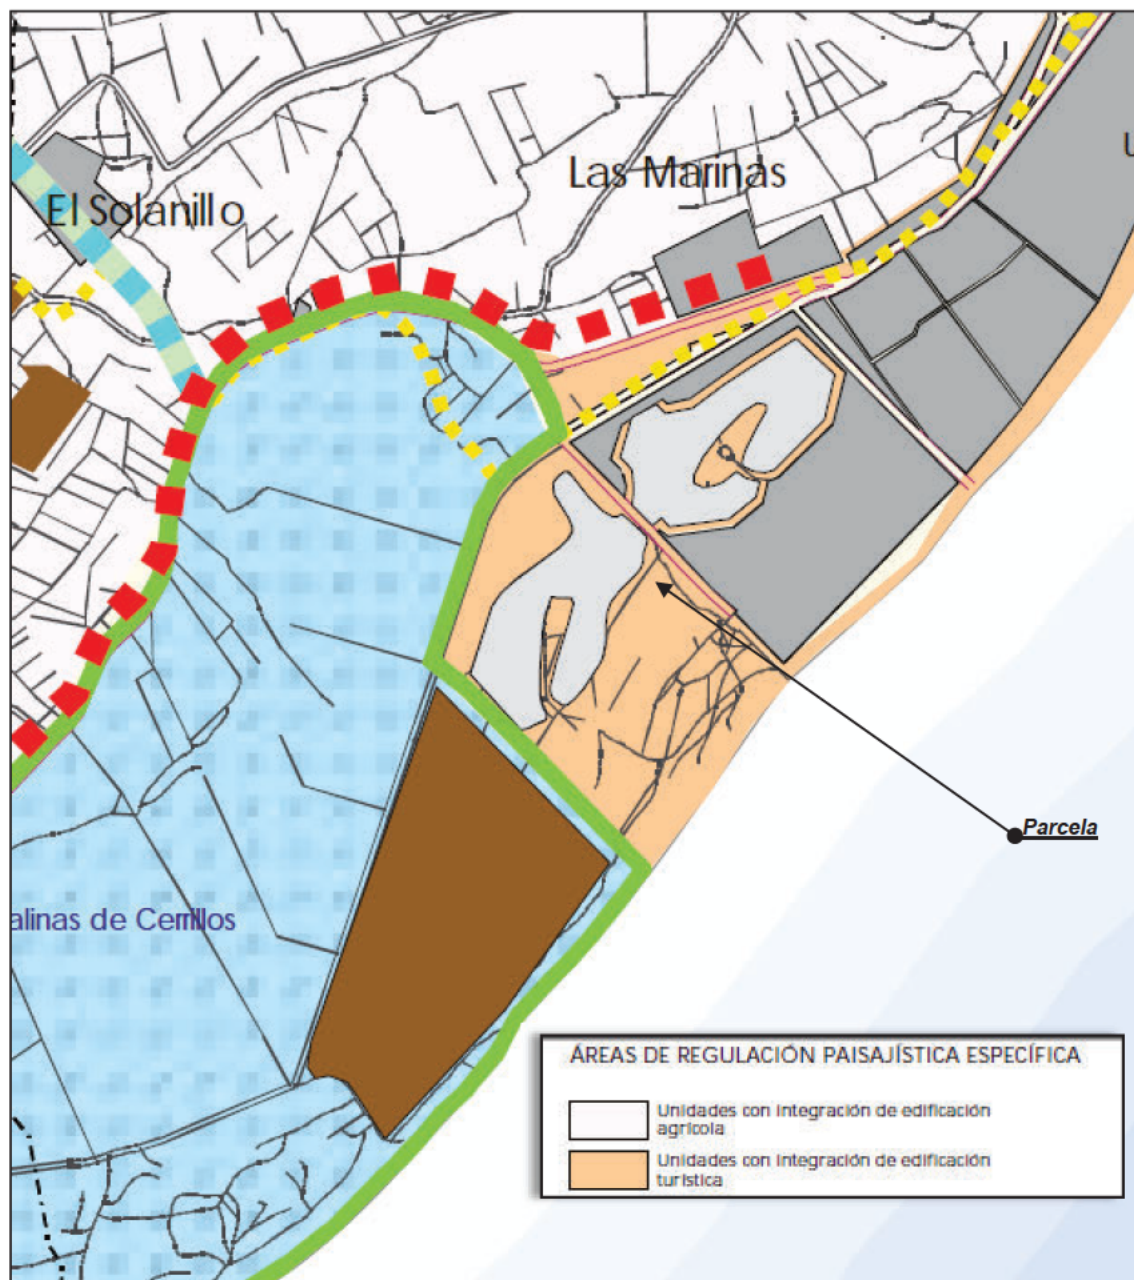 Las Marinas
El Solanillo
Parcela
alinas de Cerrillos
ÁREAS DE REGULACIÓN PAISAJÍSTICA ESPECÍFICA
Unidades con integración de edificación
agrícola
Unidades con integración de edificación
turística